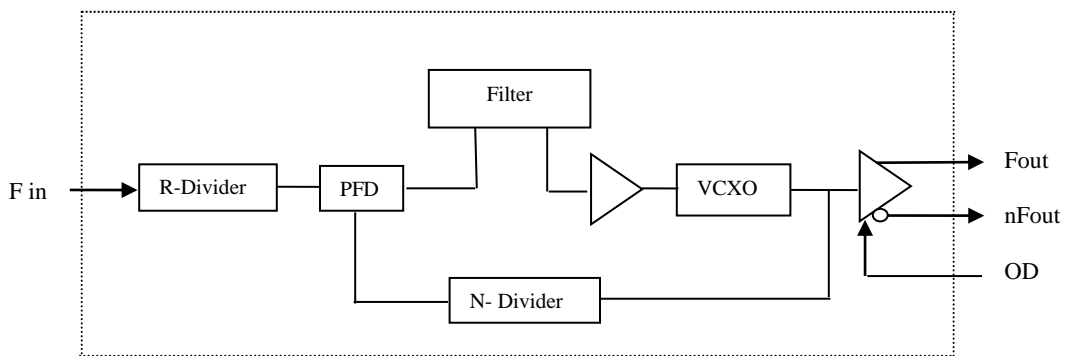 Filter
F in
R-Divider
PFD
VCXO
Fout
nFout
OD
N- Divider